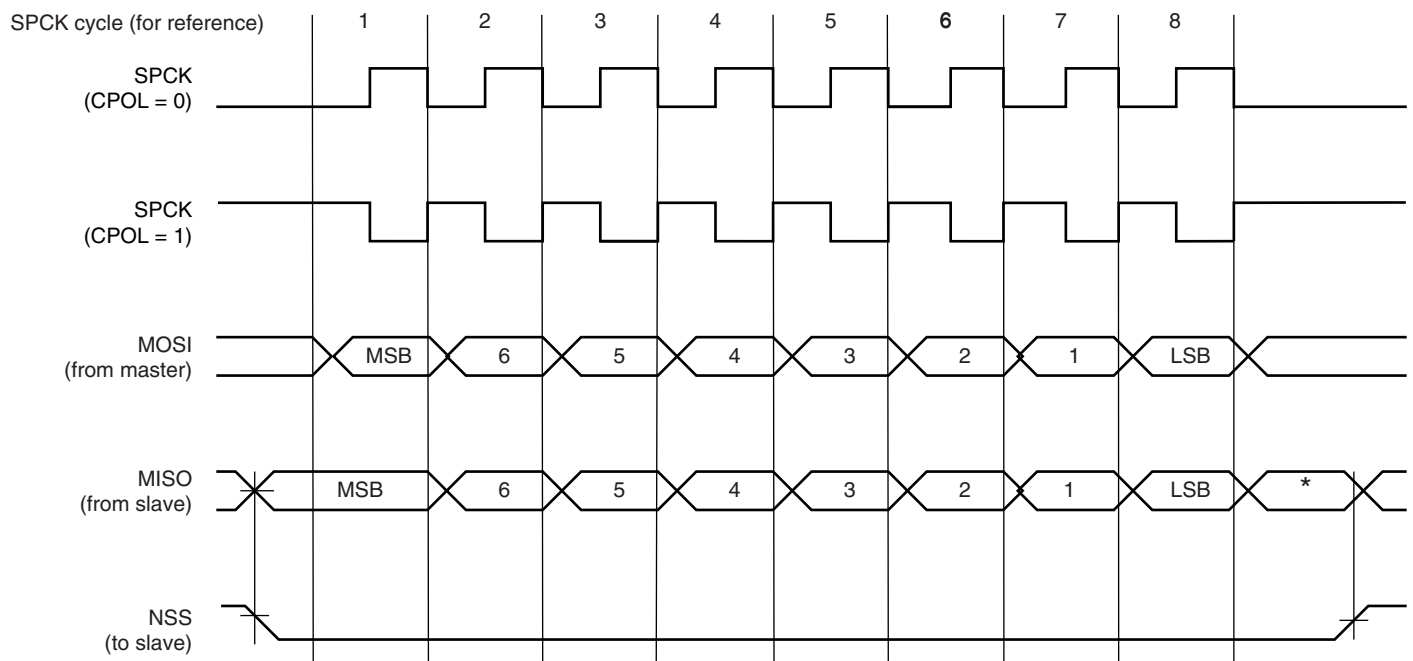 SPCK cycle (for reference) 1 2 3 4 5 6 7 8
SPCK
(CPOL = 0)
SPCK
(CPOL = 1)
MOSI
(from master)
MSB 6 5 4 3 2 1 LSB
MISO
(from slave)
MSB 6 5 4 3 2 1 LSB *
NSS
(to slave)